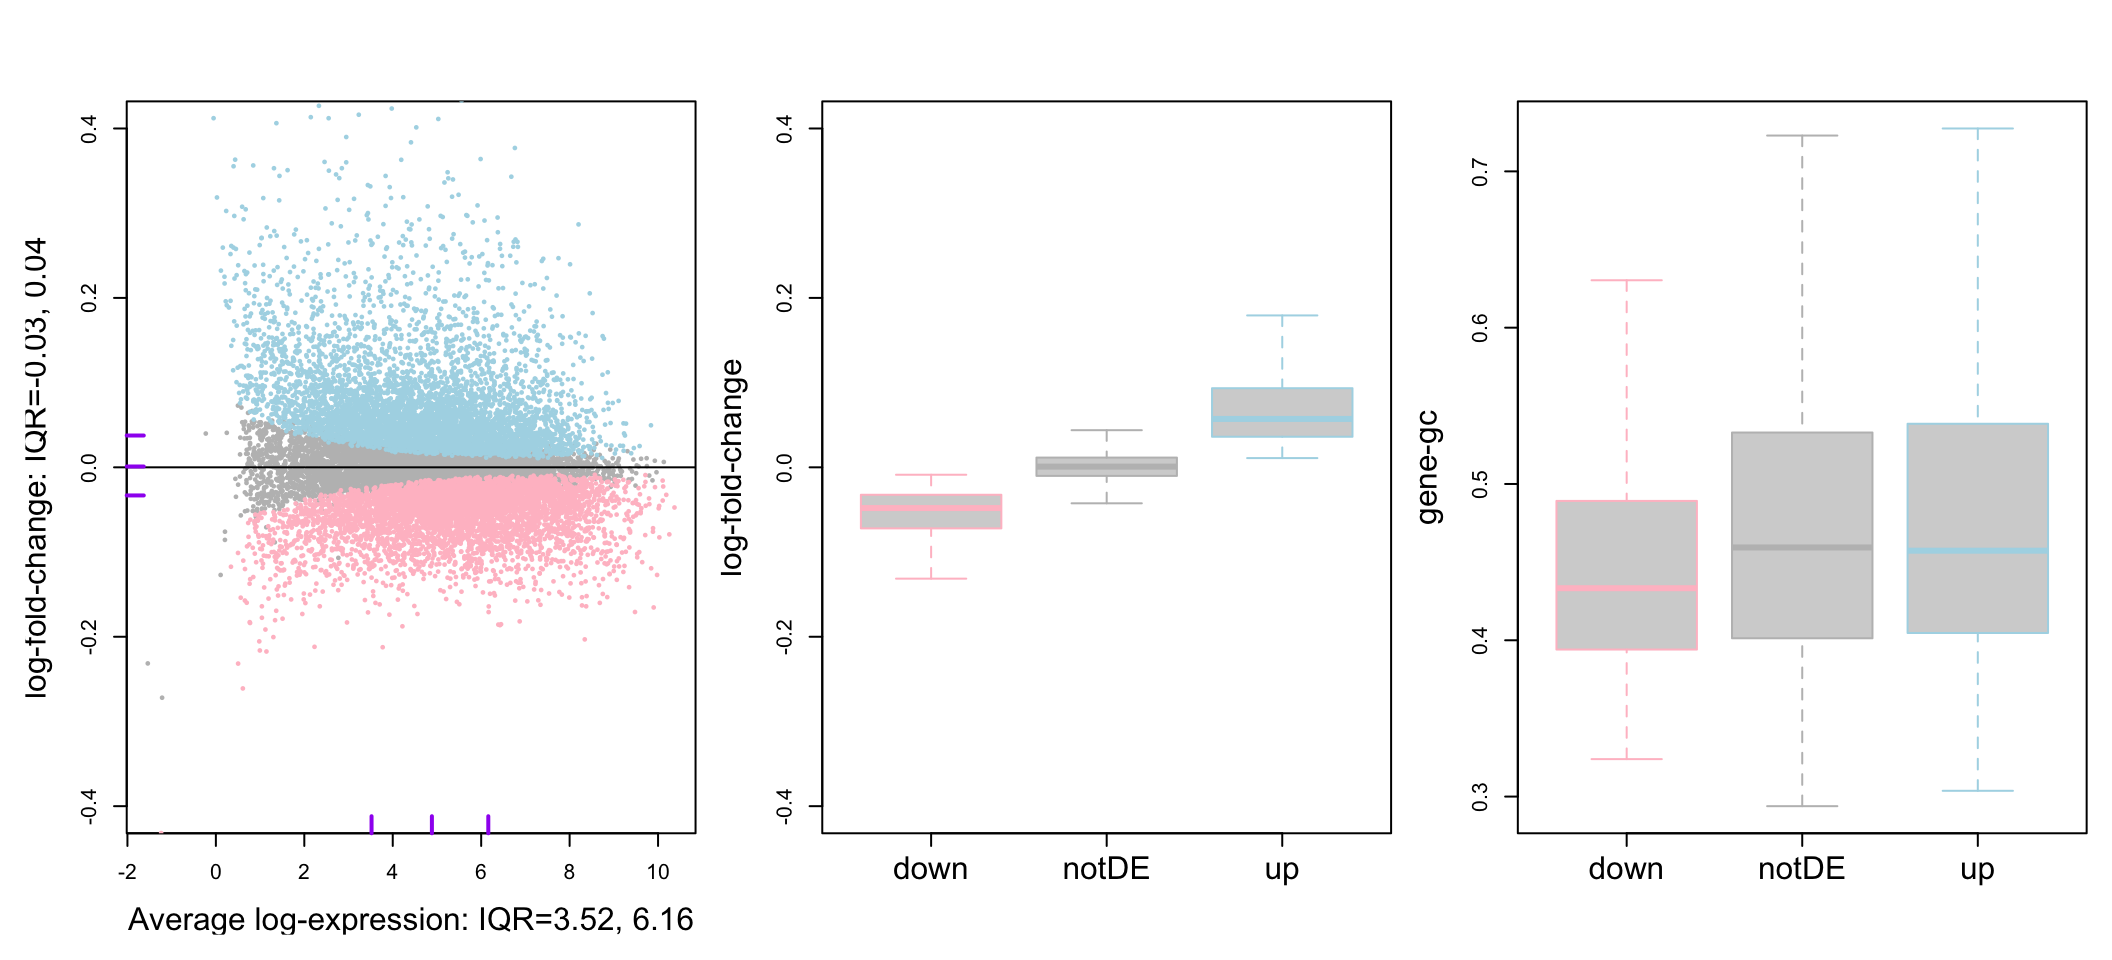 log-fold-change: IQR=-0.03, 0.04
0.4
0.2
0.0
-0.2
-0.4
-2 0 2 4 6 8 10
Average log-expression: IQR=3.52, 6.16
log-fold-change
0.4
0.2
0.0
-0.2
-0.4
down notDE up
gene-gc
0.7
0.6
0.5
0.4
0.3
down notDE up